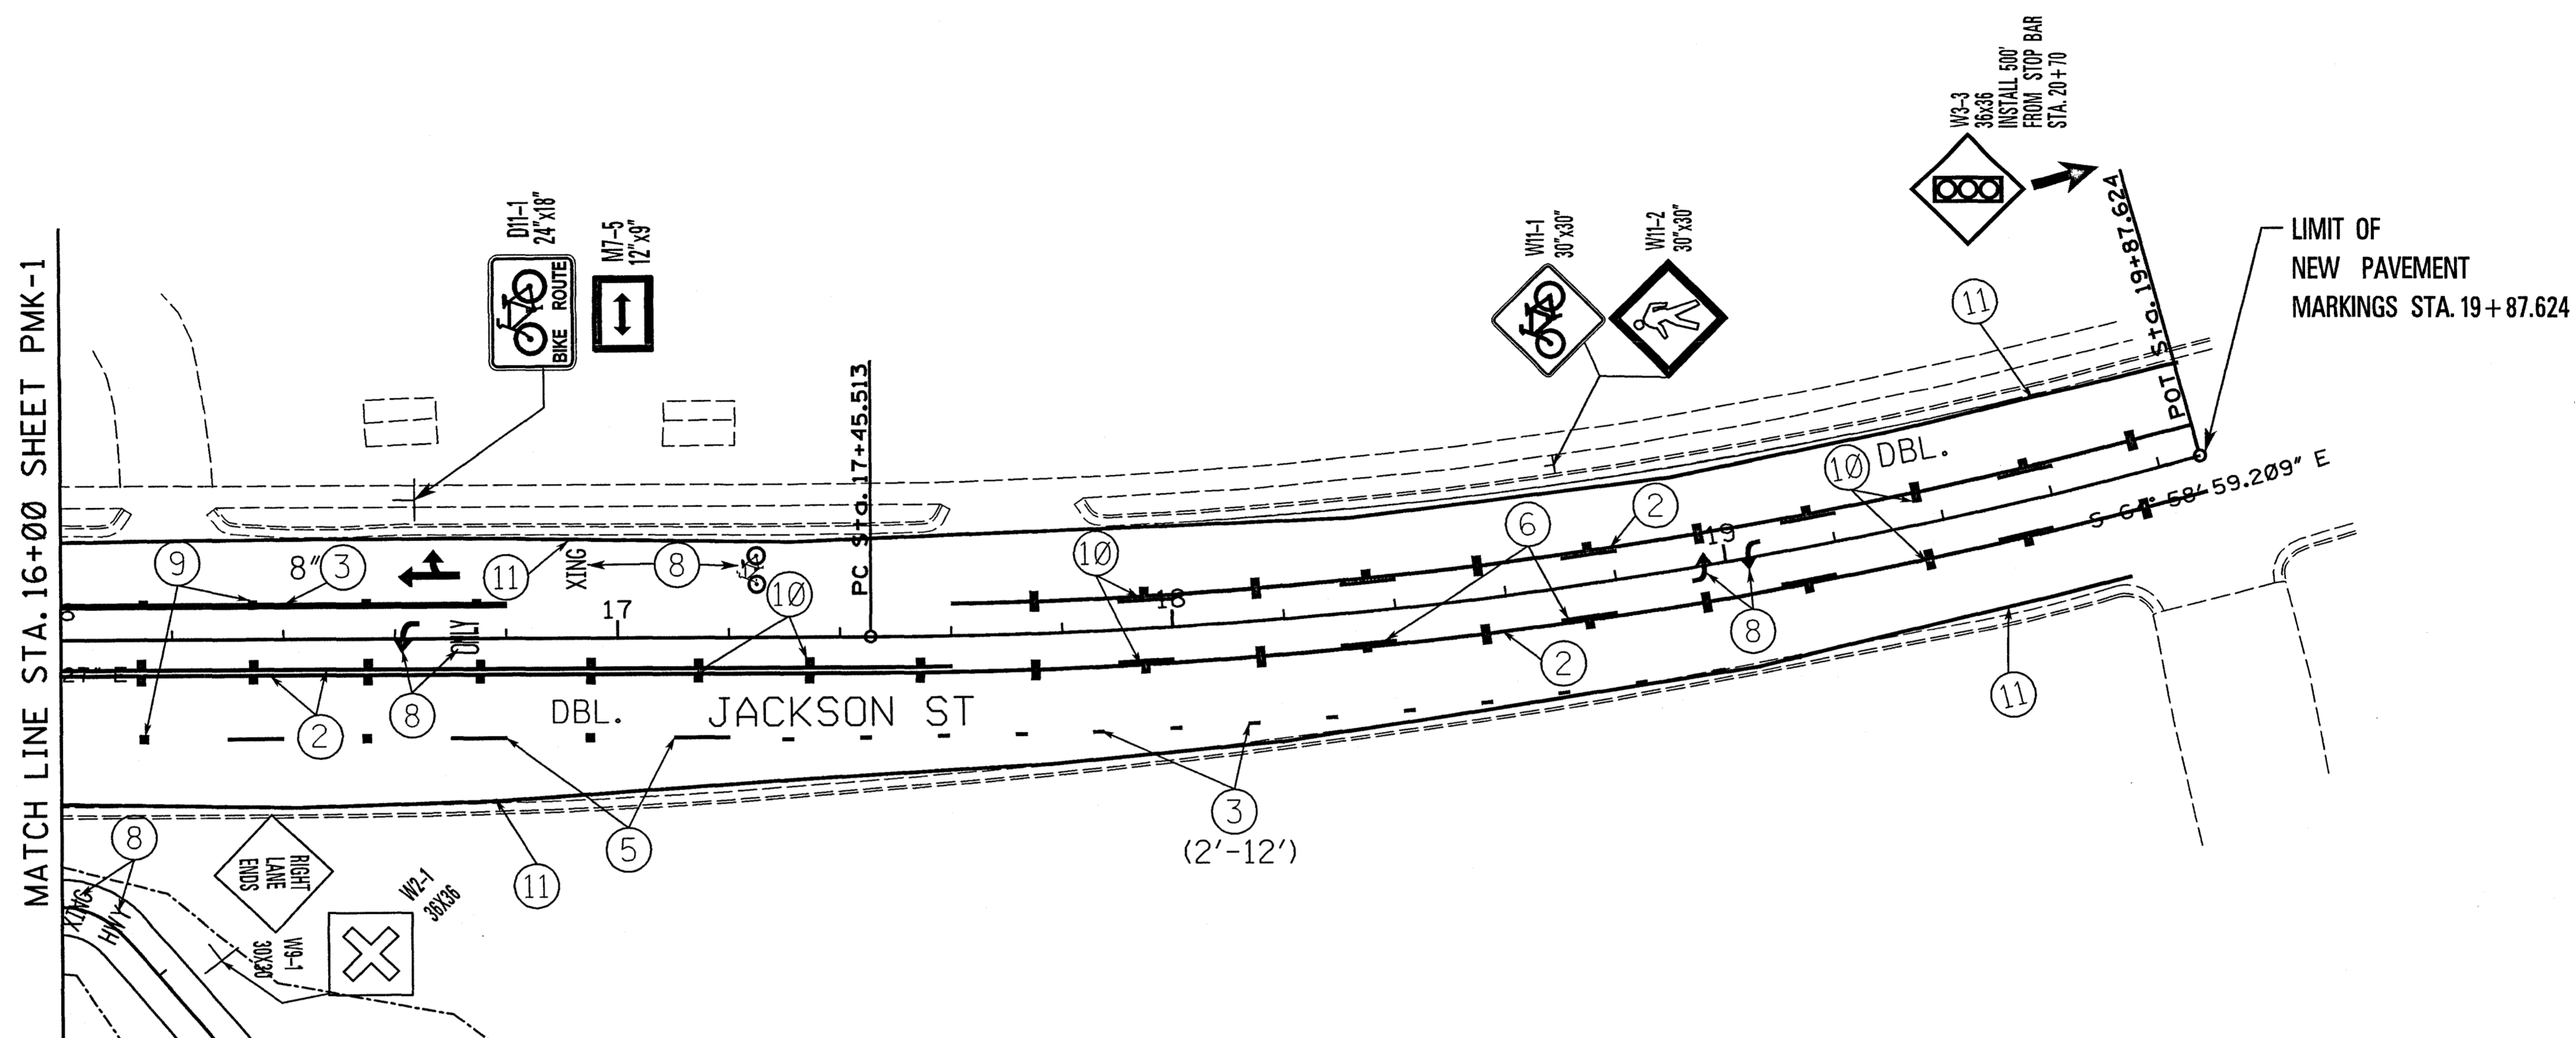 MATCH LINE STA. 16+00 SHEET PMK-1
D11-1
24"x18"
BIKE ROUTE
M7-5
12"x9"
W11-1
30"x30"
W11-2
30"x30"
W3-3
36x36
INSTALL 500'
FROM STOP BAR
STA. 20+70
POT Sta. 19+87.624
LIMIT OF
NEW PAVEMENT
MARKINGS STA. 19+87.624
PC Sta. 17+45.513
11
10 DBL.
2
6
9
8" 3
11
XING
8
10
10
17
18
19
58' 59.209" E
ONLY
27" E
8
2
8
2
DBL.
JACKSON ST
11
5
3
(2'-12')
8
RIGHT
LANE
ENDS
W2-1
36X36
11
W9-1
30X30
ONLY
HWY